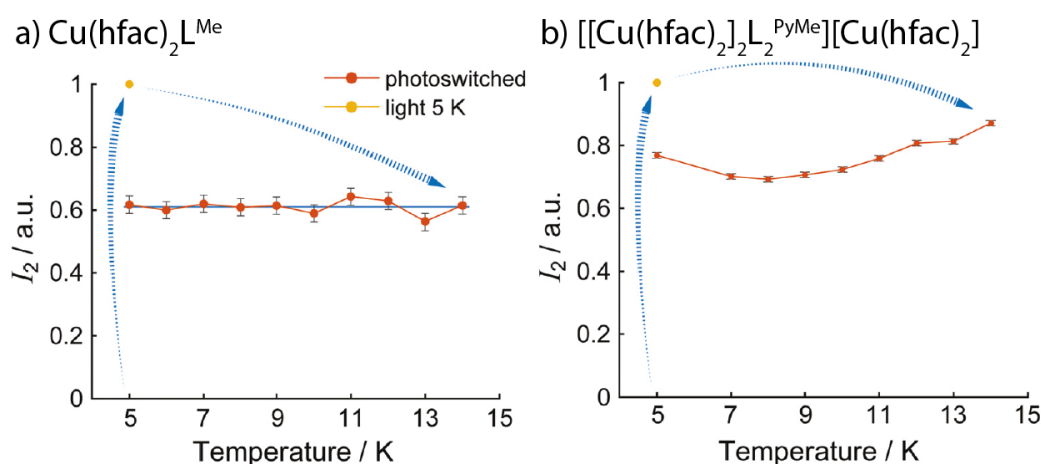 a) Cu(hfac)₂Lᴹᵉ
photoswitched
light 5 K
1
0.8
0.6
0.4
0.2
0
I₂ / a.u.
5 7 9 11 13 15
Temperature / K
b) [[Cu(hfac)₂]₂L₂ᴾʸᴹᵉ][Cu(hfac)₂]
1
0.8
0.6
0.4
0.2
0
I₂ / a.u.
5 7 9 11 13 15
Temperature / K